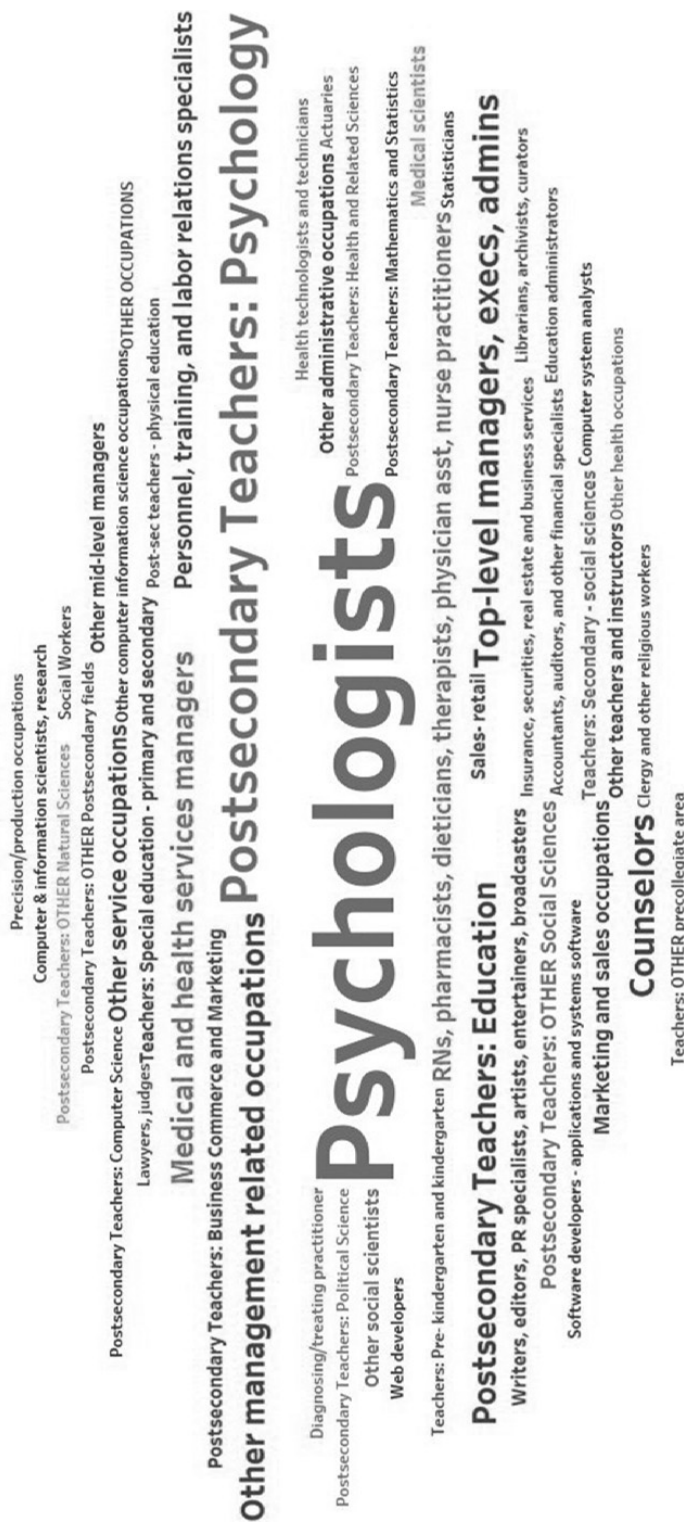 Precision/production occupations
Computer & information scientists, research
Postsecondary Teachers: OTHER Natural Sciences Social Workers
Postsecondary Teachers: OTHER Postsecondary fields
Other mid-level managers
Postsecondary Teachers: Computer Science Other service occupations Other computer information science occupations OTHER OCCUPATIONS
Lawyers, judges Teachers: Special education - primary and secondary Post-sec teachers - physical education
Medical and health services managers Personnel, training, and labor relations specialists
Postsecondary Teachers: Business Commerce and Marketing
Other management related occupations Postsecondary Teachers: Psychology
Diagnosing/treating practitioner
Postsecondary Teachers: Political Science
Other social scientists
Web developers
Psychologists
Health technologists and technicians
Other administrative occupations Actuaries
Postsecondary Teachers: Health and Related Sciences
Postsecondary Teachers: Mathematics and Statistics
Medical scientists
Teachers: Pre- kindergarten and kindergarten RNs, pharmacists, dieticians, therapists, physician asst, nurse practitioners Statisticians
Postsecondary Teachers: Education Sales- retail Top-level managers, execs, admins
Writers, editors, PR specialists, artists, entertainers, broadcasters Insurance, securities, real estate and business services Librarians, archivists, curators
Postsecondary Teachers: OTHER Social Sciences Accountants, auditors, and other financial specialists Education administrators
Software developers - applications and systems software Teachers: Secondary - social sciences Computer system analysts
Marketing and sales occupations Other teachers and instructors Other health occupations
Counselors Clergy and other religious workers
Teachers: OTHER precollegiate area